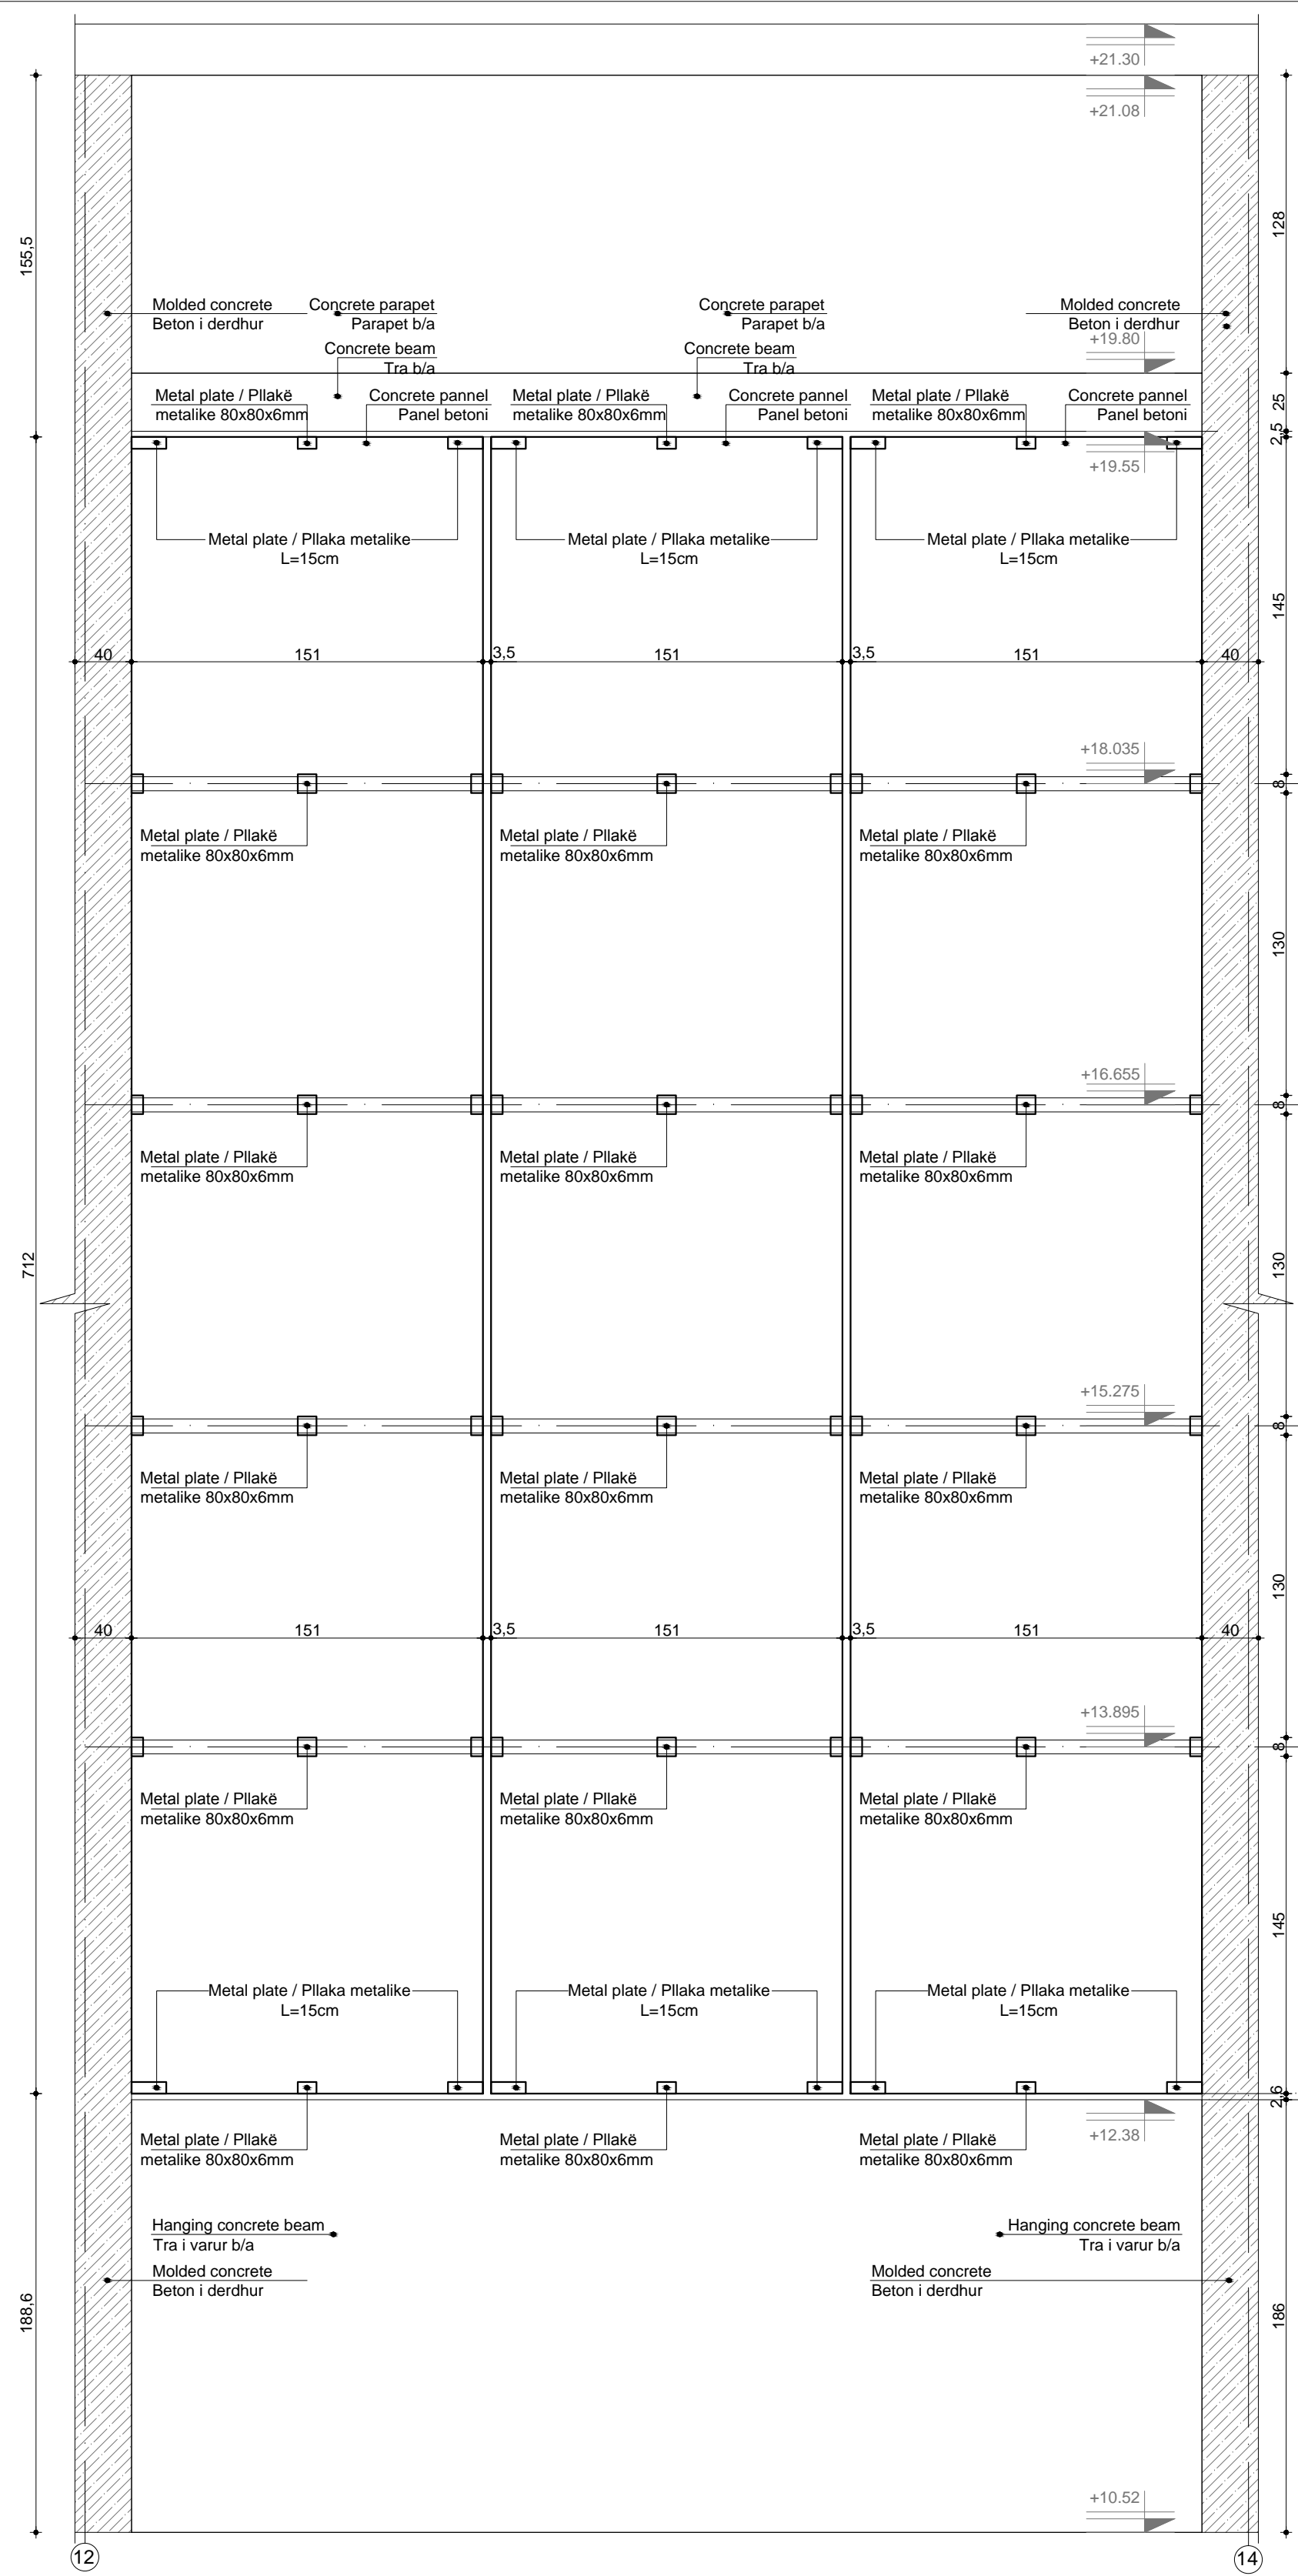 +21.30
+21.08
155,5
128
Molded concrete
Beton i derdhur
Concrete parapet
Parapet b/a
Concrete parapet
Parapet b/a
Molded concrete
Beton i derdhur
+19.80
Concrete beam
Tra b/a
Concrete beam
Tra b/a
Metal plate / Pllakë
metalike 80x80x6mm
Concrete pannel
Panel betoni
Metal plate / Pllakë
metalike 80x80x6mm
Concrete pannel
Panel betoni
Metal plate / Pllakë
metalike 80x80x6mm
Concrete pannel
Panel betoni
25
2,5
+19.55
Metal plate / Pllaka metalike
L=15cm
Metal plate / Pllaka metalike
L=15cm
Metal plate / Pllaka metalike
L=15cm
145
40 151 3,5 151 3,5 151 40
+18.035
8
Metal plate / Pllakë
metalike 80x80x6mm
Metal plate / Pllakë
metalike 80x80x6mm
Metal plate / Pllakë
metalike 80x80x6mm
130
+16.655
8
Metal plate / Pllakë
metalike 80x80x6mm
Metal plate / Pllakë
metalike 80x80x6mm
Metal plate / Pllakë
metalike 80x80x6mm
712
130
+15.275
8
Metal plate / Pllakë
metalike 80x80x6mm
Metal plate / Pllakë
metalike 80x80x6mm
Metal plate / Pllakë
metalike 80x80x6mm
130
40 151 3,5 151 3,5 151 40
+13.895
8
Metal plate / Pllakë
metalike 80x80x6mm
Metal plate / Pllakë
metalike 80x80x6mm
Metal plate / Pllakë
metalike 80x80x6mm
145
Metal plate / Pllaka metalike
L=15cm
Metal plate / Pllaka metalike
L=15cm
Metal plate / Pllaka metalike
L=15cm
2,6
+12.38
Metal plate / Pllakë
metalike 80x80x6mm
Metal plate / Pllakë
metalike 80x80x6mm
Metal plate / Pllakë
metalike 80x80x6mm
Hanging concrete beam
Tra i varur b/a
Hanging concrete beam
Tra i varur b/a
Molded concrete
Beton i derdhur
Molded concrete
Beton i derdhur
188,6
186
+10.52
12
14